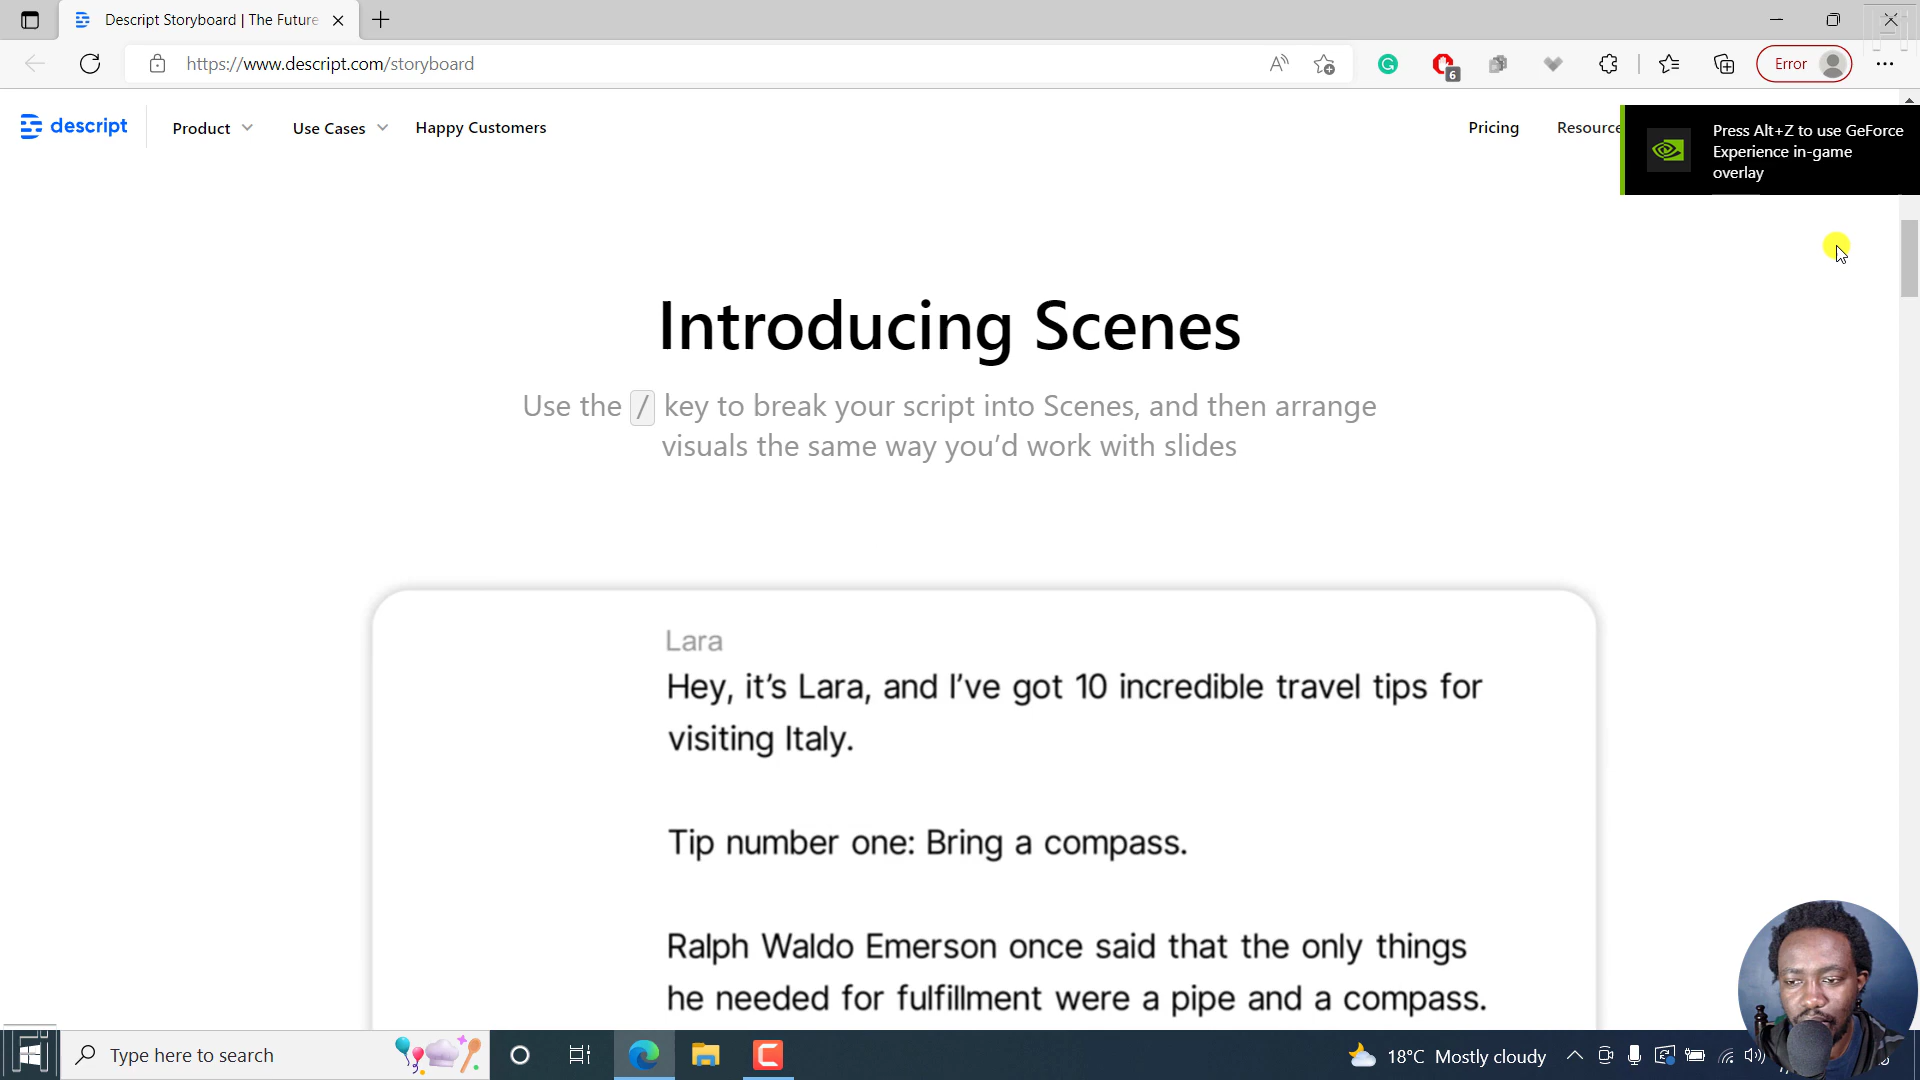 Descript Storyboard | The Future
https://www.descript.com/storyboard
6
Error
descript
Product
Use Cases
Happy Customers
Pricing
Press Alt+Z to use GeForce
Experience in-game
overlay
Introducing Scenes
Use the / key to break your script into Scenes, and then arrange
visuals the same way you’d work with slides
Lara
Hey, it’s Lara, and I’ve got 10 incredible travel tips for
visiting Italy.
Tip number one: Bring a compass.
Ralph Waldo Emerson once said that the only things
he needed for fulfillment were a pipe and a compass.
Type here to search
18°C Mostly cloudy